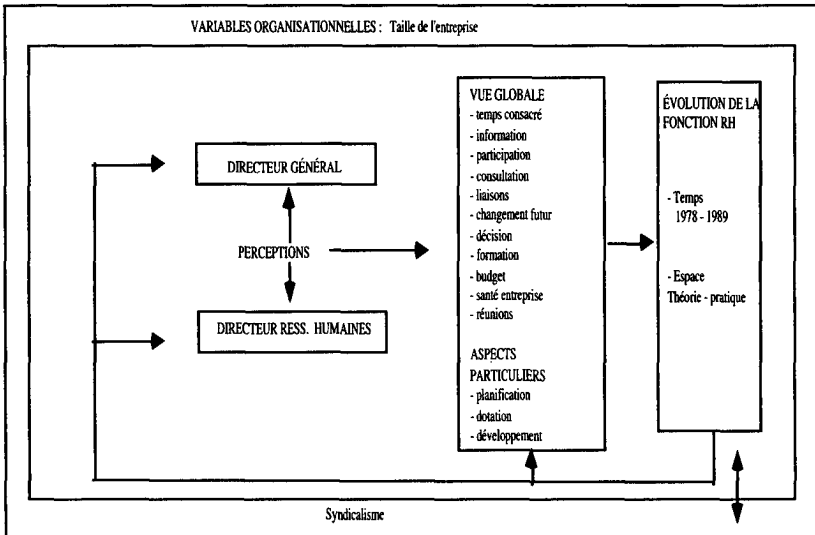 VARIABLES ORGANISATIONNELLES : Taille de l'entreprise
DIRECTEUR GÉNÉRAL
PERCEPTIONS
DIRECTEUR RESS. HUMAINES
VUE GLOBALE
- temps consacré
- information
- participation
- consultation
- liaisons
- changement futur
- décision
- formation
- budget
- santé entreprise
- réunions
ASPECTS
PARTICULIERS
- planification
- dotation
- développement
ÉVOLUTION DE LA
FONCTION RH
- Temps
1978 - 1989
- Espace
Théorie - pratique
Syndicalisme